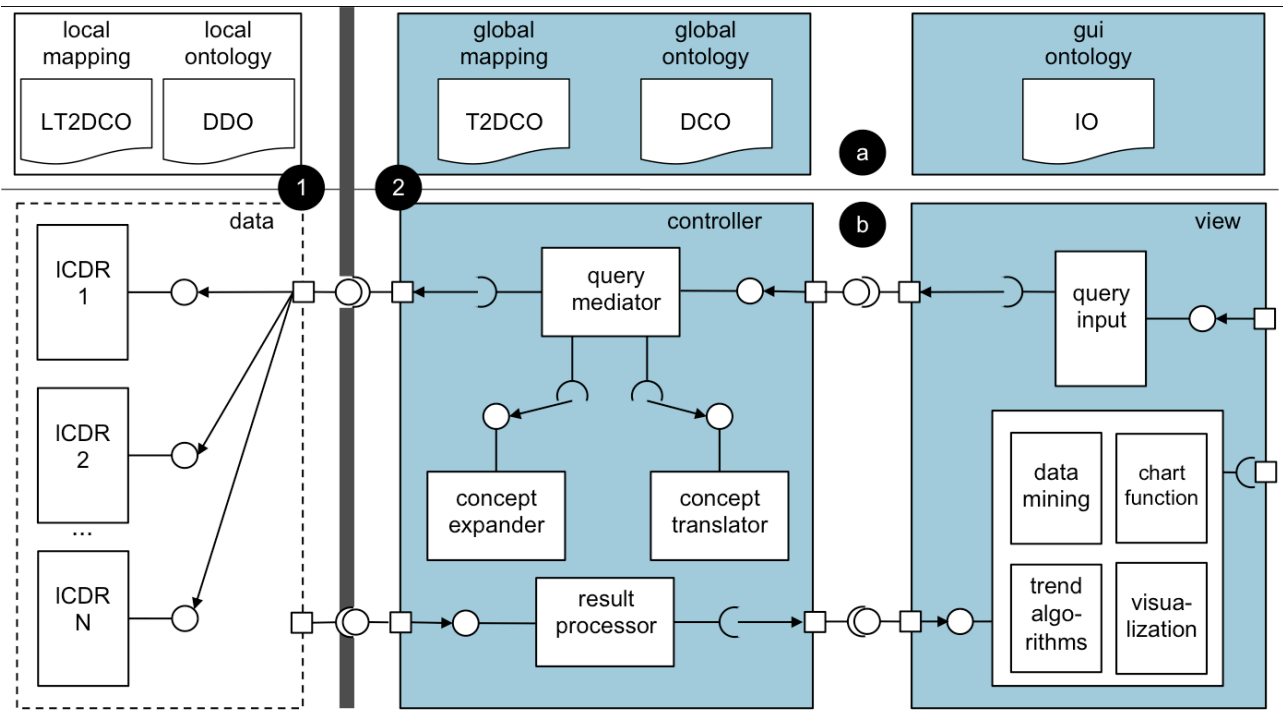 local
mapping
local
ontology
LT2DCO
DDO
global
mapping
global
ontology
T2DCO
DCO
gui
ontology
IO
a
1
2
b
data
controller
view
ICDR
1
ICDR
2
...
ICDR
N
query
mediator
concept
expander
concept
translator
result
processor
query
input
data
mining
chart
function
trend
algo-
rithms
visua-
lization